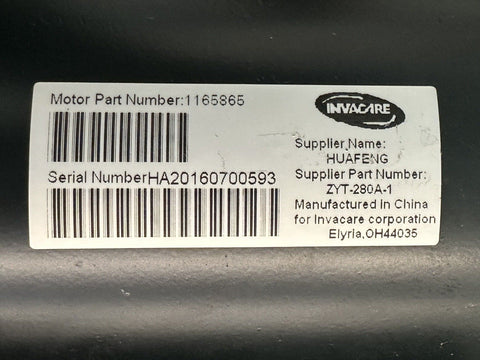 Motor Part Number:1165865
Serial NumberHA20160700593
INVACARE
Supplier Name:
HUAFENG
Supplier Part Number:
ZYT-280A-1
Manufactured in China
for Invacare corporation
Elyria,OH44035